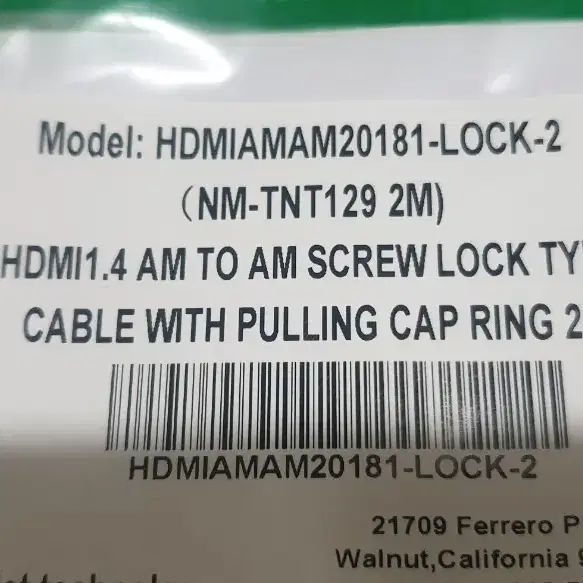 Model: HDMIAMAM20181-LOCK-2
(NM-TNT129 2M)
HDMI1.4 AM TO AM SCREW LOCK TY
CABLE WITH PULLING CAP RING 2
HDMIAMAM20181-LOCK-2
21709 Ferrero P
Walnut,California 9